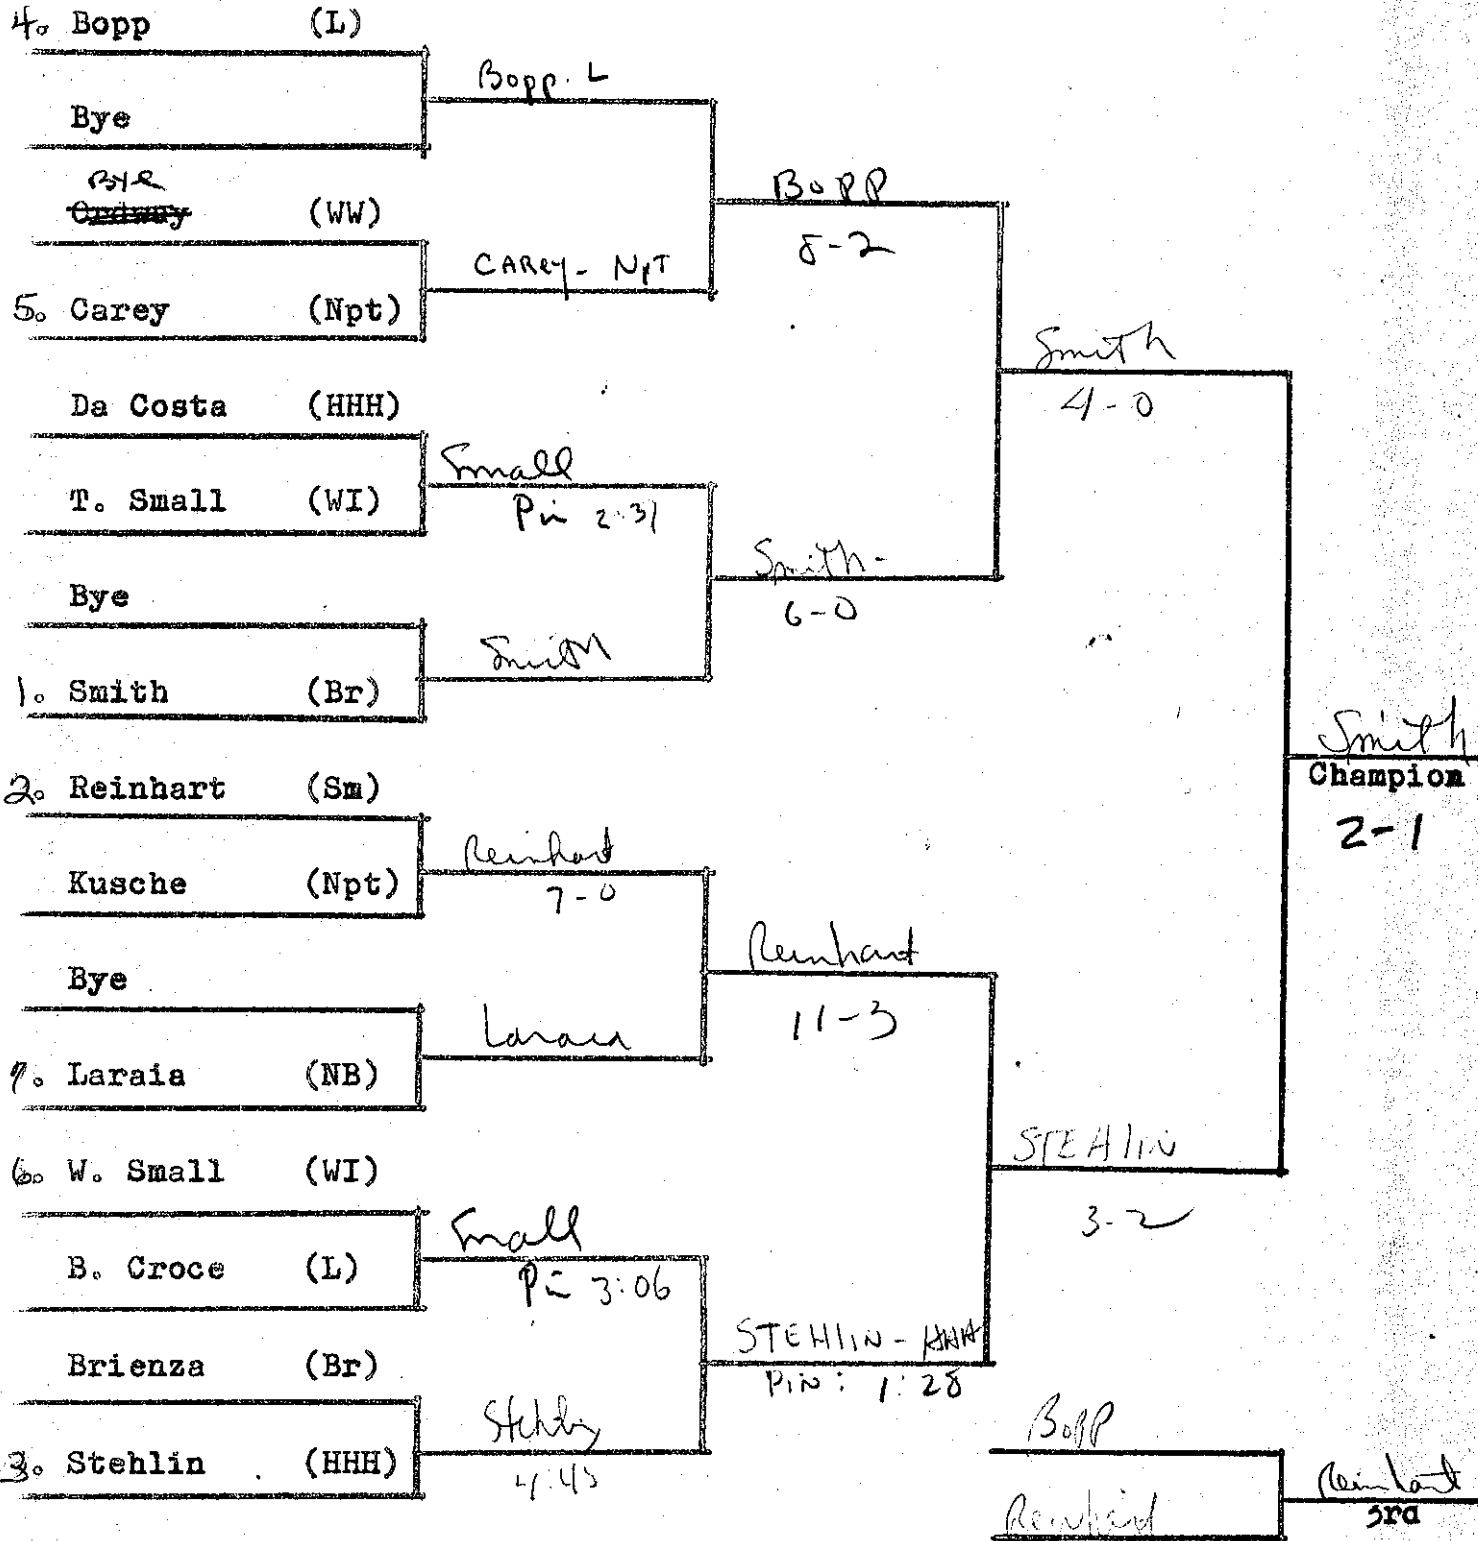 4. Bopp (L)
Bopp. L
Bye
Bye
(WW)
BOPP
8-2
CAREY - NPT
5. Carey (Npt)
Smith
4-0
Da Costa (HHH)
Small
Pin 2:31
T. Small (WI)
Smith -
6-0
Bye
Smith
1. Smith (Br)
Smith
Champion
2-1
2. Reinhart (Sm)
Reinhart
7-0
Kusche (Npt)
Reinhart
11-3
Bye
Laraia
7. Laraia (NB)
STEHLIN
3-2
6. W. Small (WI)
Small
Pin 3:06
B. Croce (L)
STEHLIN - HHH
PIN: 1:28
Brienza (Br)
Stehlin
3. Stehlin (HHH)
Bopp
Reinhart
3rd
Reinhart